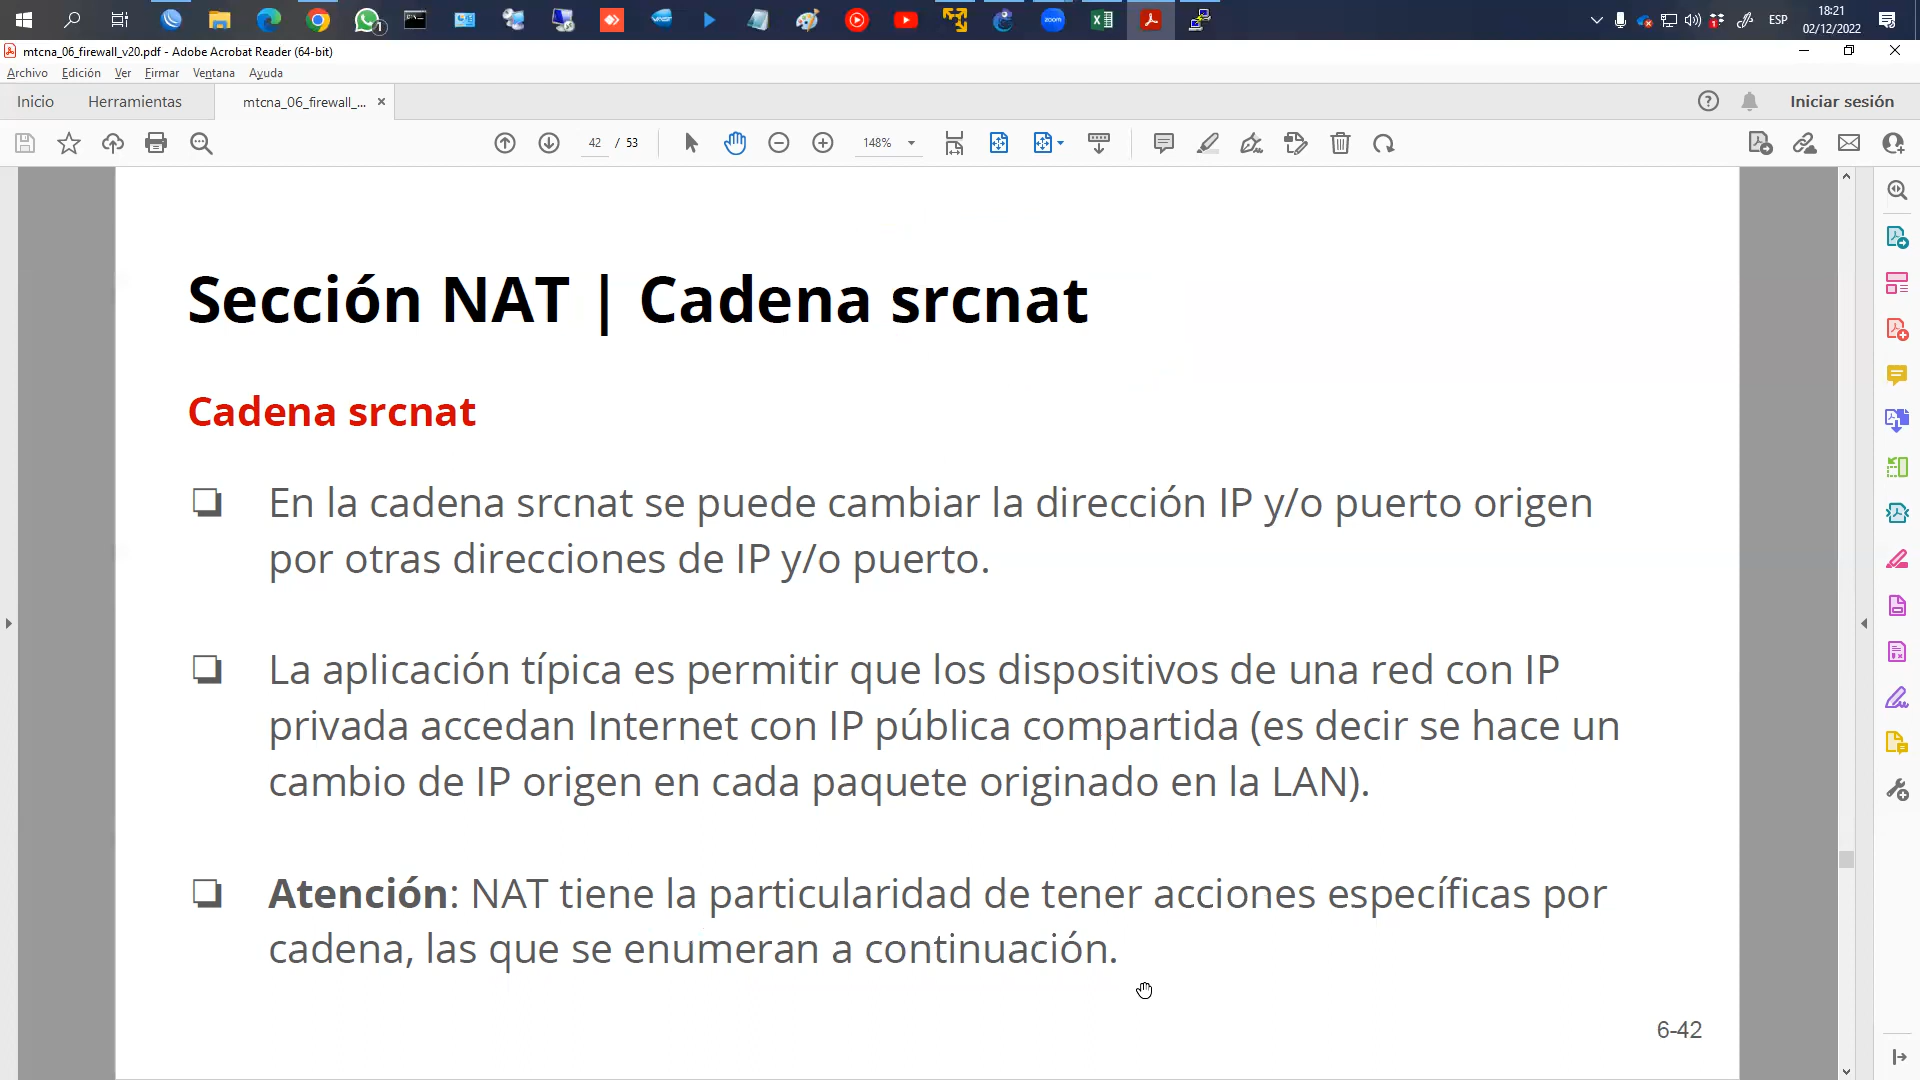 ESP
18:21
02/12/2022
mtcna_06_firewall_v20.pdf - Adobe Acrobat Reader (64-bit)
Archivo Edición Ver Firmar Ventana Ayuda
Inicio Herramientas mtcna_06_firewall_... × Iniciar sesión
42 / 53 148%
Sección NAT | Cadena srcnat
Cadena srcnat
En la cadena srcnat se puede cambiar la dirección IP y/o puerto origen
por otras direcciones de IP y/o puerto.
La aplicación típica es permitir que los dispositivos de una red con IP
privada accedan Internet con IP pública compartida (es decir se hace un
cambio de IP origen en cada paquete originado en la LAN).
Atención: NAT tiene la particularidad de tener acciones específicas por
cadena, las que se enumeran a continuación.
6-42